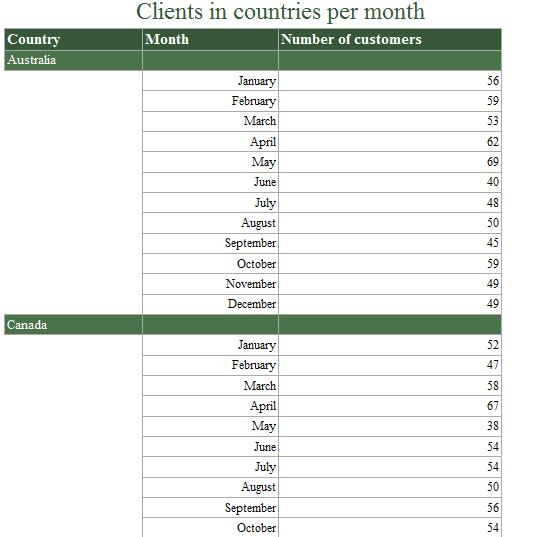 Clients in countries per month
Country Month Number of customers
Australia
January 56
February 59
March 53
April 62
May 69
June 40
July 48
August 50
September 45
October 59
November 49
December 49
Canada
January 52
February 47
March 58
April 67
May 38
June 54
July 54
August 50
September 56
October 54